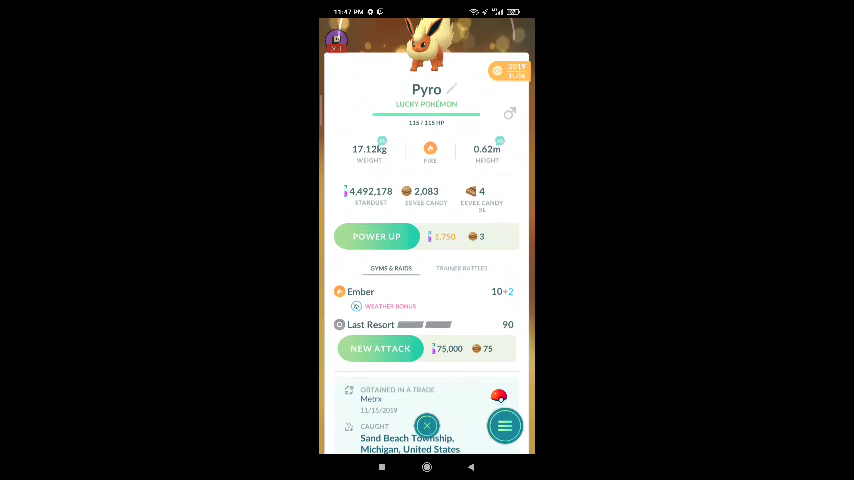 11:47 PM
2019
11/06
Pyro
LUCKY POKÉMON
115 / 115 HP
XS
XS
17.12kg
0.62m
WEIGHT
FIRE
HEIGHT
4,492,178
2,083
4
STARDUST
EEVEE CANDY
EEVEE CANDY XL
POWER UP
1,750
3
GYMS & RAIDS
TRAINER BATTLES
Ember
10+2
WEATHER BONUS
Last Resort
90
NEW ATTACK
75,000
75
OBTAINED IN A TRADE
Metrx
11/15/2019
CAUGHT
Sand Beach Township,
Michigan, United States